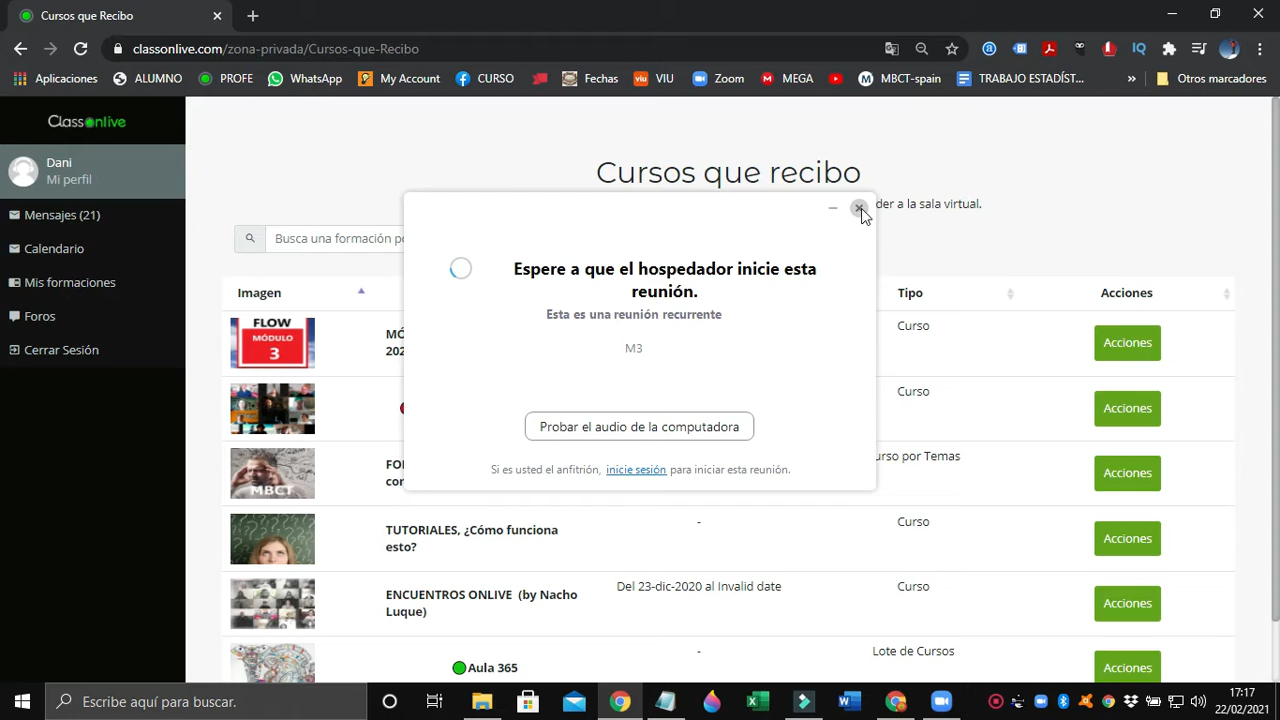 Cursos que Recibo
classonlive.com/zona-privada/Cursos-que-Recibo
Aplicaciones ALUMNO PROFE WhatsApp My Account CURSO Fechas VIU Zoom MEGA MBCT-spain TRABAJO ESTADÍST... » Otros marcadores
Classonlive
Dani
Mi perfil
Mensajes (21)
Calendario
Mis formaciones
Foros
Cerrar Sesión
Cursos que recibo
der a la sala virtual.
Busca una formación po
Espere a que el hospedador inicie esta
reunión.
Esta es una reunión recurrente
M3
Probar el audio de la computadora
Si es usted el anfitrión, inicie sesión para iniciar esta reunión.
Imagen Tipo Acciones
FLOW
MÓDULO
3
MÓ
202
Curso Acciones
Curso Acciones
MBCT
FO
con
urso por Temas Acciones
TUTORIALES, ¿Cómo funciona
esto?
- Curso Acciones
ENCUENTROS ONLIVE (by Nacho
Luque)
Del 23-dic-2020 al Invalid date Curso Acciones
Aula 365 - Lote de Cursos Acciones
Escribe aquí para buscar.
17:17
22/02/2021